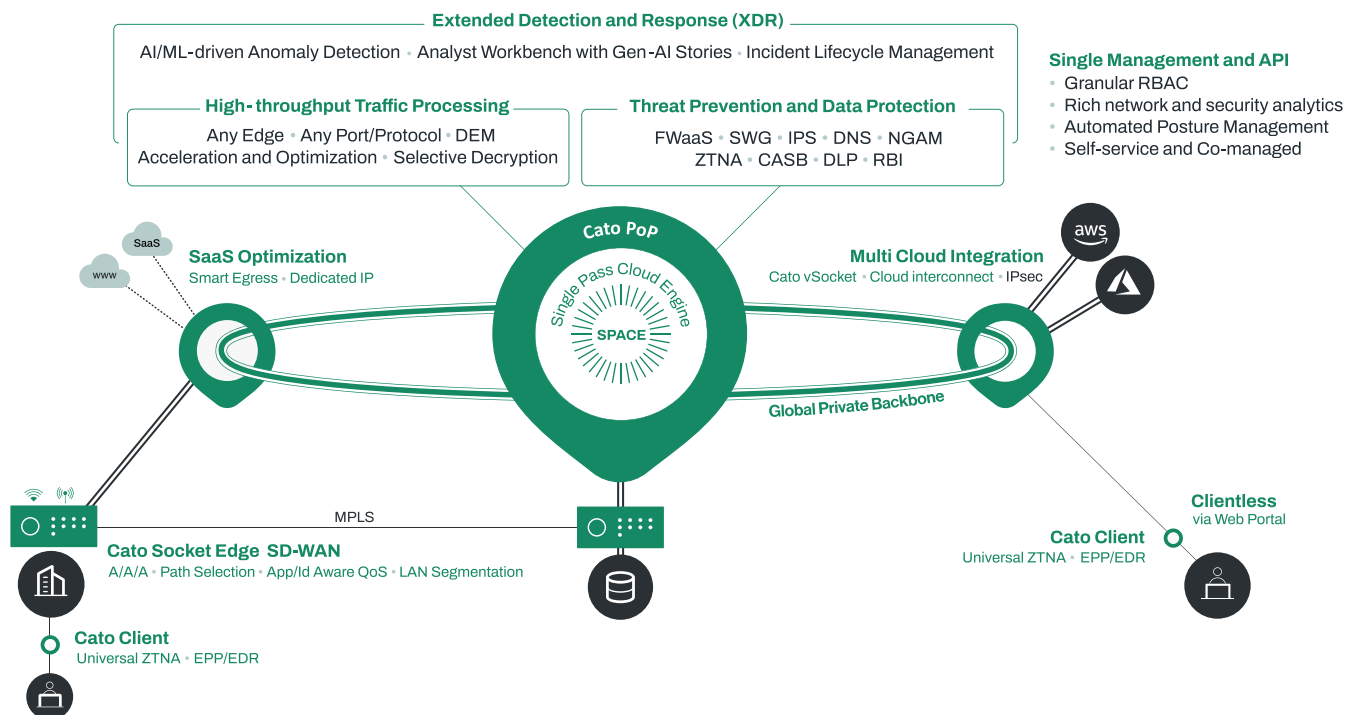 Extended Detection and Response (XDR)
AI/ML-driven Anomaly Detection • Analyst Workbench with Gen-AI Stories • Incident Lifecycle Management
High-throughput Traffic Processing
Any Edge • Any Port/Protocol • DEM
Acceleration and Optimization • Selective Decryption
Threat Prevention and Data Protection
FWaaS • SWG • IPS • DNS • NGAM
ZTNA • CASB • DLP • RBI
Single Management and API
• Granular RBAC
• Rich network and security analytics
• Automated Posture Management
• Self-service and Co-managed
SaaS
www
SaaS Optimization
Smart Egress • Dedicated IP
Cato PoP
Single Pass Cloud Engine
SPACE
Multi Cloud Integration
Cato vSocket • Cloud interconnect • IPsec
aws
Global Private Backbone
MPLS
Cato Socket Edge SD-WAN
A/A/A • Path Selection • App/Id Aware QoS • LAN Segmentation
Cato Client
Universal ZTNA • EPP/EDR
Clientless
via Web Portal
Cato Client
Universal ZTNA • EPP/EDR